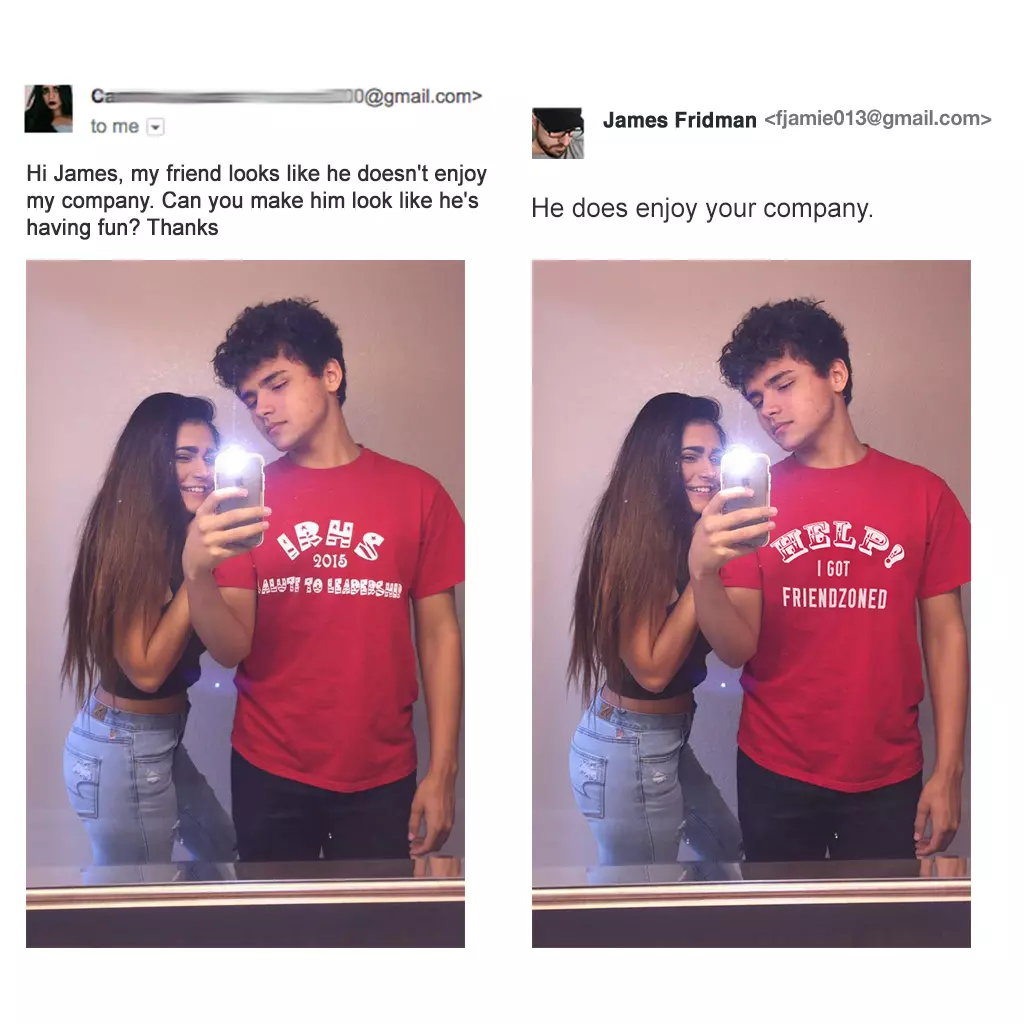 00@gmail.com>
to me
Hi James, my friend looks like he doesn't enjoy
my company. Can you make him look like he's
having fun? Thanks
IRHS
2015
TO LEADERSHIP
James Fridman <fjamie013@gmail.com>
He does enjoy your company.
HELP!
I GOT
FRIENDZONED